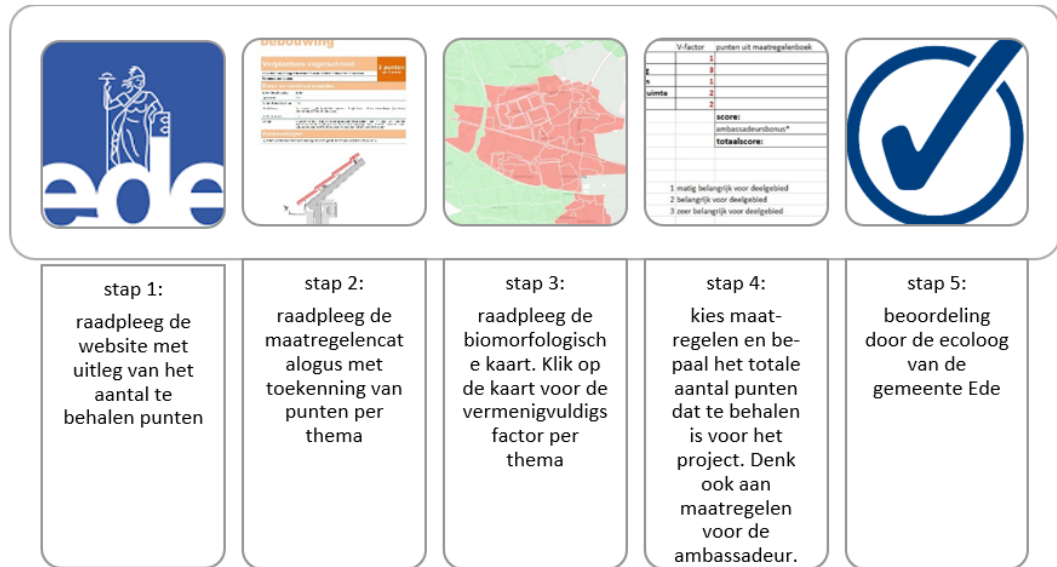 ede
bebouwing
Verplaatsen vogelschroot
2 punten
V-factor punten uit maatregelenboek
1
g 3
n 1
uimte 2
2
score:
ambassadeursbonus*
totaalscore:
1 matig belangrijk voor deelgebied
2 belangrijk voor deelgebied
3 zeer belangrijk voor deelgebied
stap 1:
raadpleeg de
website met
uitleg van het
aantal te
behalen punten
stap 2:
raadpleeg de
maatregelencat
alogus met
toekenning van
punten per
thema
stap 3:
raadpleeg de
biomorfologisch
e kaart. Klik op
de kaart voor de
vermenigvuldigs
factor per
thema
stap 4:
kies maat-
regelen en be-
paal het totale
aantal punten
dat te behalen
is voor het
project. Denk
ook aan
maatregelen
voor de
ambassadeur.
stap 5:
beoordeling
door de ecoloog
van de
gemeente Ede